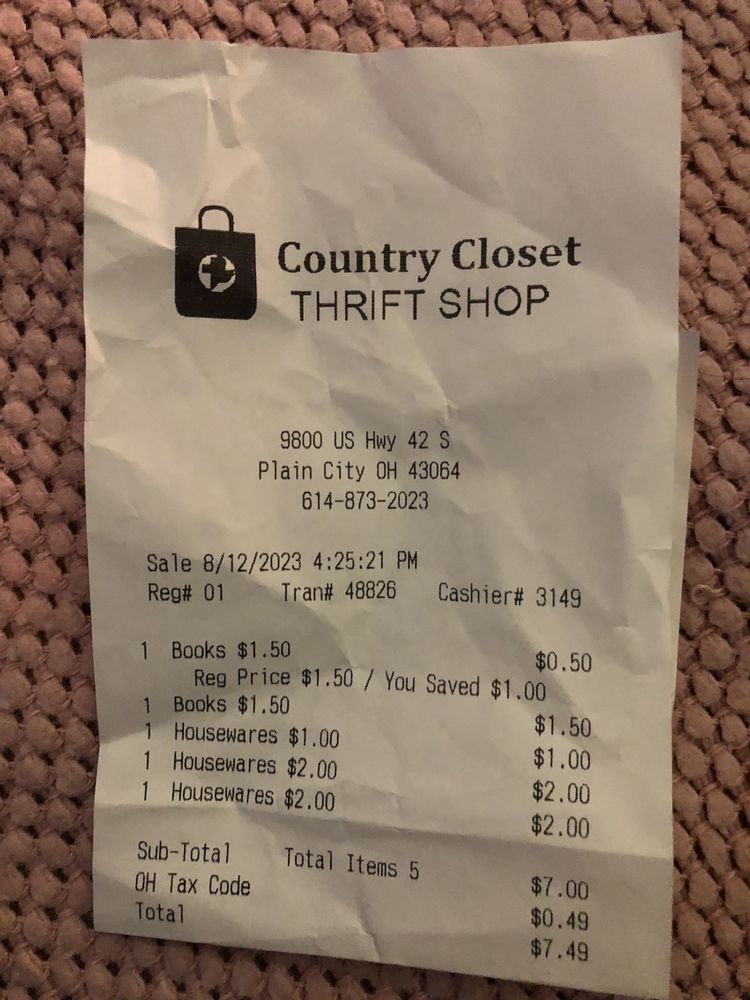 Country Closet
THRIFT SHOP
9800 US Hwy 42 S
Plain City OH 43064
614-873-2023
Sale 8/12/2023 4:25:21 PM
Reg# 01 Tran# 48826 Cashier# 3149
1 Books $1.50 $0.50
Reg Price $1.50 / You Saved $1.00
1 Books $1.50 $1.50
1 Housewares $1.00 $1.00
1 Housewares $2.00 $2.00
1 Housewares $2.00 $2.00
Sub-Total Total Items 5 $7.00
OH Tax Code $0.49
Total $7.49